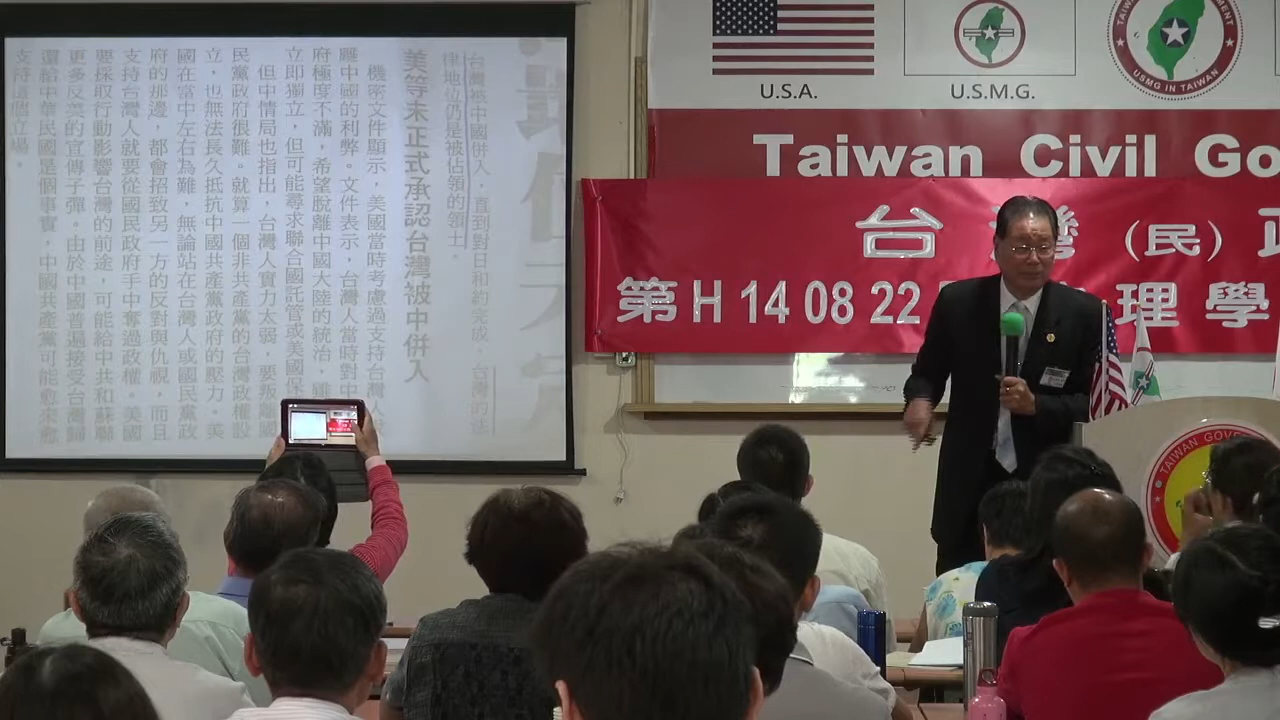 台灣被中國併入，直到對日和約完成，台灣的法
律地位仍是被佔領的領土。
美等未正式承認台灣被中併入
機密文件顯示，美國當時考慮過支持台灣人
離中國的利弊。文件表示，台灣人當時對中
府極度不滿，希望脫離中國大陸的統治，雖
立即獨立，但可能尋求聯合國託管或美國保
但中情局也指出，台灣人實力太弱，要叛離國
民黨政府很難。就算一個非共產黨的台灣政權設
立，也無法長久抵抗中國共產黨政府的壓力。美
國在當中左右為難，無論站在台灣人或國民黨政
府的那邊，都會招致另一方的反對與仇視，而且
支持台灣人就要從國民政府手中奪過政權。美國
要採取行動影響台灣的前途，可能給中共和蘇聯
更多反美的宣傳子彈。由於中國普遍接受台灣歸
還給中華民國是個事實，中國共產黨可能愈來愈
支持這個立場。
U.S.A.
U.S.M.G.
USMG IN TAIWAN
Taiwan Civil Go
台灣（民）政
第H 14 08 22 理學
TAIWAN GOVER